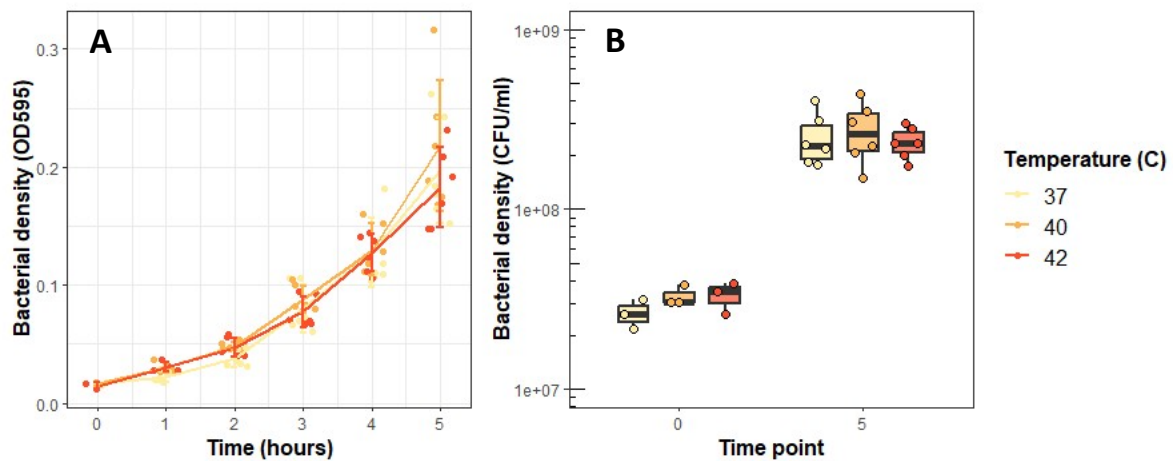 A
Bacterial density (OD595)
0.3
0.2
0.1
0.0
0 1 2 3 4 5
Time (hours)
B
Bacterial density (CFU/ml)
1e+09
1e+08
1e+07
0 5
Time point
Temperature (C)
37
40
42